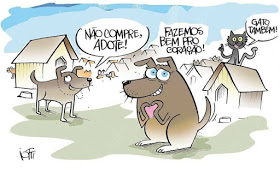 NÃO COMPRE,
ADOTE!
FAZEMOS
BEM PRO
CORAÇÃO!
GATO
TAMBÉM!